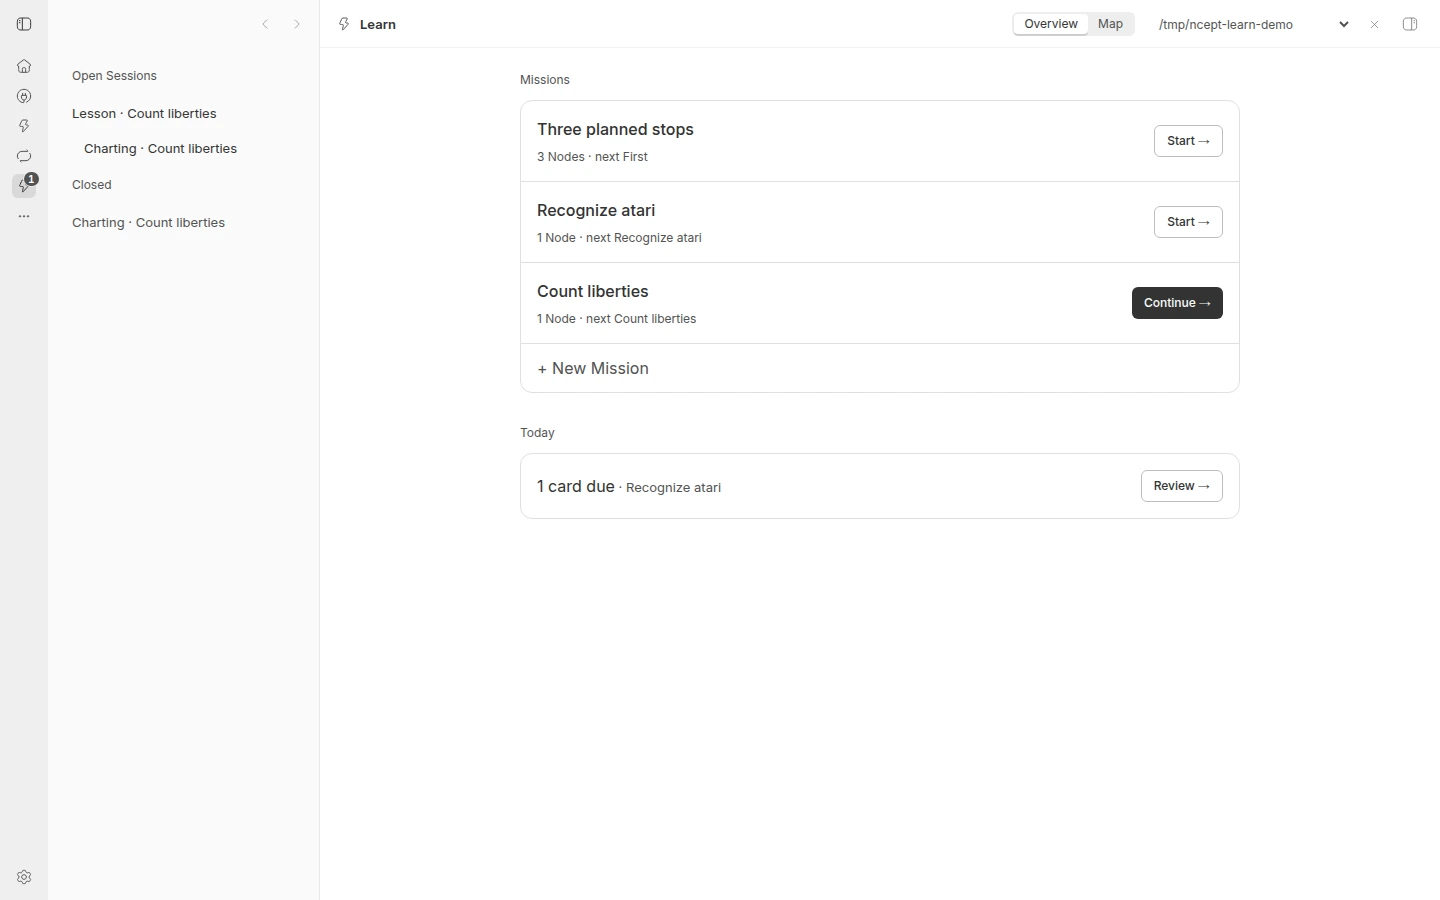 Learn
Overview
Map
/tmp/ncept-learn-demo
1
Open Sessions
Lesson · Count liberties
Charting · Count liberties
Closed
Charting · Count liberties
Missions
Three planned stops
3 Nodes · next First
Start →
Recognize atari
1 Node · next Recognize atari
Start →
Count liberties
1 Node · next Count liberties
Continue →
+ New Mission
Today
1 card due · Recognize atari
Review →